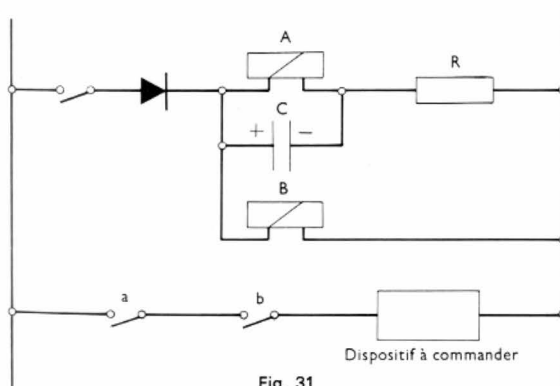 A
R
C
+ −
B
a b
Dispositif à commander
Fig. 31